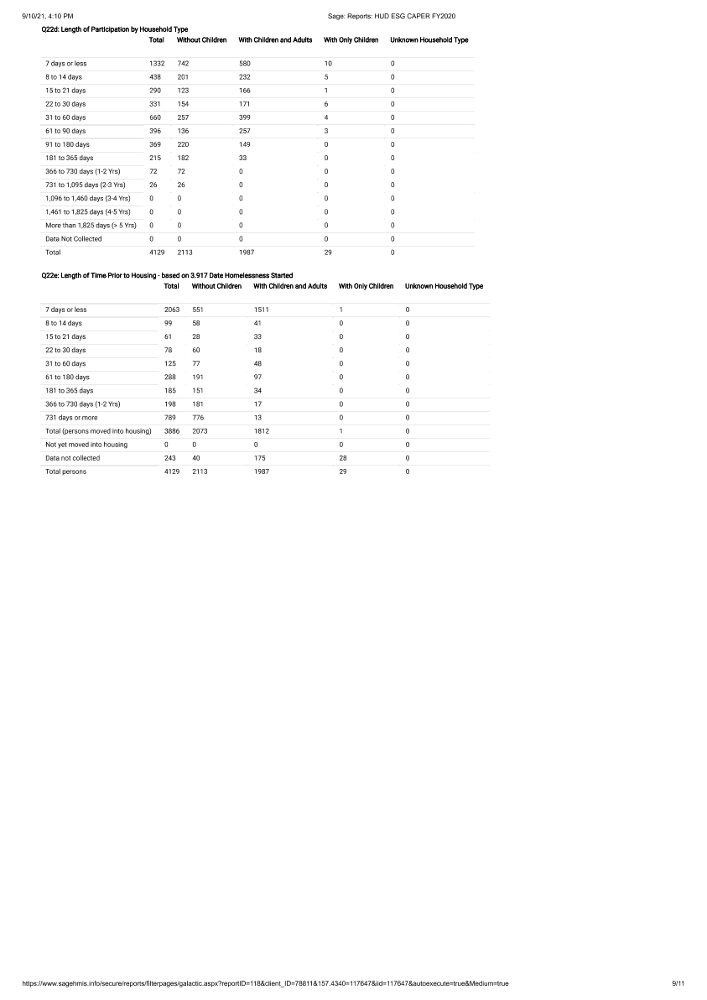 9/10/21, 4:10 PM Sage: Reports: HUD ESG CAPER FY2020
Q22d: Length of Participation by Household Type
Total Without Children With Children and Adults With Only Children Unknown Household Type
7 days or less 1332 742 580 10 0
8 to 14 days 438 201 232 5 0
15 to 21 days 290 123 166 1 0
22 to 30 days 331 154 171 6 0
31 to 60 days 660 257 399 4 0
61 to 90 days 396 136 257 3 0
91 to 180 days 369 220 149 0 0
181 to 365 days 215 182 33 0 0
366 to 730 days (1-2 Yrs) 72 72 0 0 0
731 to 1,095 days (2-3 Yrs) 26 26 0 0 0
1,096 to 1,460 days (3-4 Yrs) 0 0 0 0 0
1,461 to 1,825 days (4-5 Yrs) 0 0 0 0 0
More than 1,825 days (> 5 Yrs) 0 0 0 0 0
Data Not Collected 0 0 0 0 0
Total 4129 2113 1987 29 0
Q22e: Length of Time Prior to Housing - based on 3.917 Date Homelessness Started
Total Without Children With Children and Adults With Only Children Unknown Household Type
7 days or less 2063 551 1511 1 0
8 to 14 days 99 58 41 0 0
15 to 21 days 61 28 33 0 0
22 to 30 days 78 60 18 0 0
31 to 60 days 125 77 48 0 0
61 to 180 days 288 191 97 0 0
181 to 365 days 185 151 34 0 0
366 to 730 days (1-2 Yrs) 198 181 17 0 0
731 days or more 789 776 13 0 0
Total (persons moved into housing) 3886 2073 1812 1 0
Not yet moved into housing 0 0 0 0 0
Data not collected 243 40 175 28 0
Total persons 4129 2113 1987 29 0
https://www.sagehmis.info/secure/reports/filterpages/galactic.aspx?reportID=118&client_ID=78811&157.4340=117647&iid=117647&autoexecute=true&Medium=true 9/11